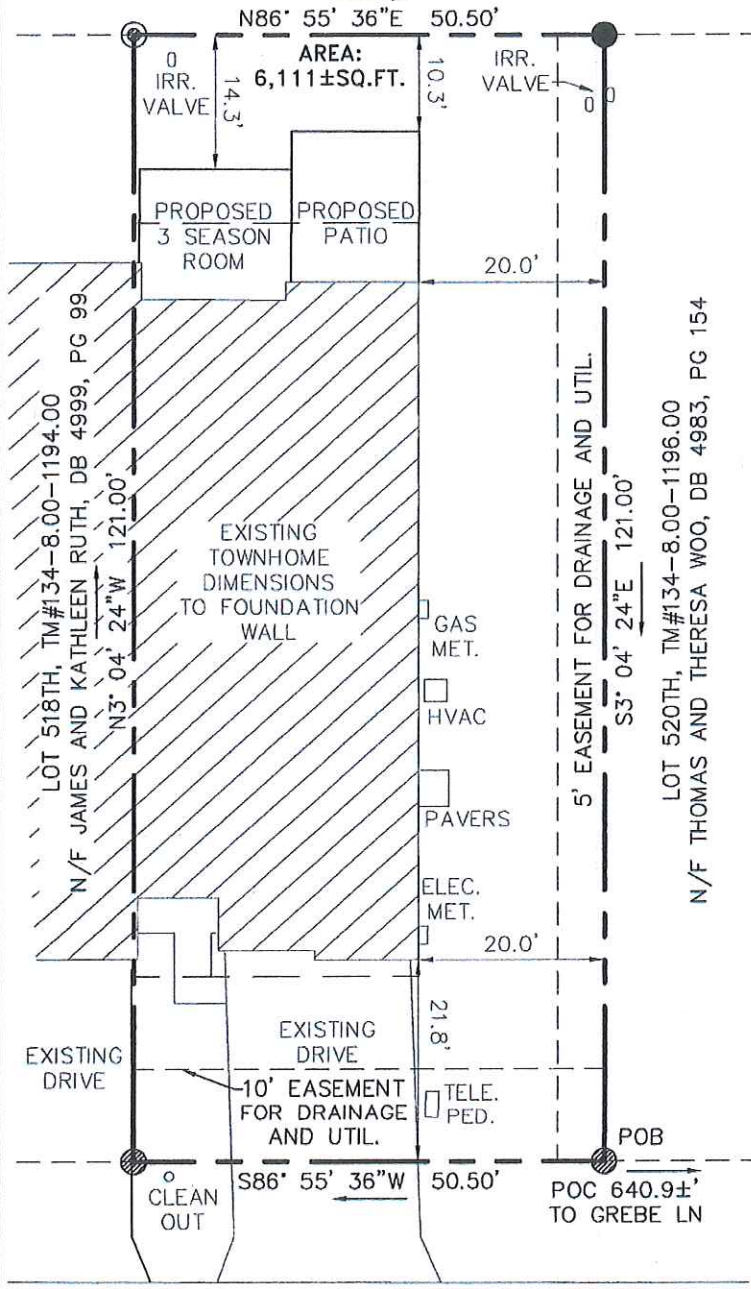 N86° 55' 36"E 50.50'
AREA:
6,111±SQ.FT.
IRR.
VALVE
14.3'
10.3'
IRR.
VALVE
PROPOSED
3 SEASON
ROOM
PROPOSED
PATIO
20.0'
LOT 518TH, TM#134-8.00-1194.00
N/F JAMES AND KATHLEEN RUTH, DB 4999, PG 99
N3° 04' 24"W 121.00'
EXISTING
TOWNHOME
DIMENSIONS
TO FOUNDATION
WALL
GAS
MET.
HVAC
PAVERS
ELEC.
MET.
5' EASEMENT FOR DRAINAGE AND UTIL.
S3° 04' 24"E 121.00'
LOT 520TH, TM#134-8.00-1196.00
N/F THOMAS AND THERESA WOO, DB 4983, PG 154
20.0'
21.8'
EXISTING
DRIVE
EXISTING
DRIVE
10' EASEMENT
FOR DRAINAGE
AND UTIL.
TELE.
PED.
POB
S86° 55' 36"W 50.50'
CLEAN
OUT
POC 640.9±'
TO GREBE LN